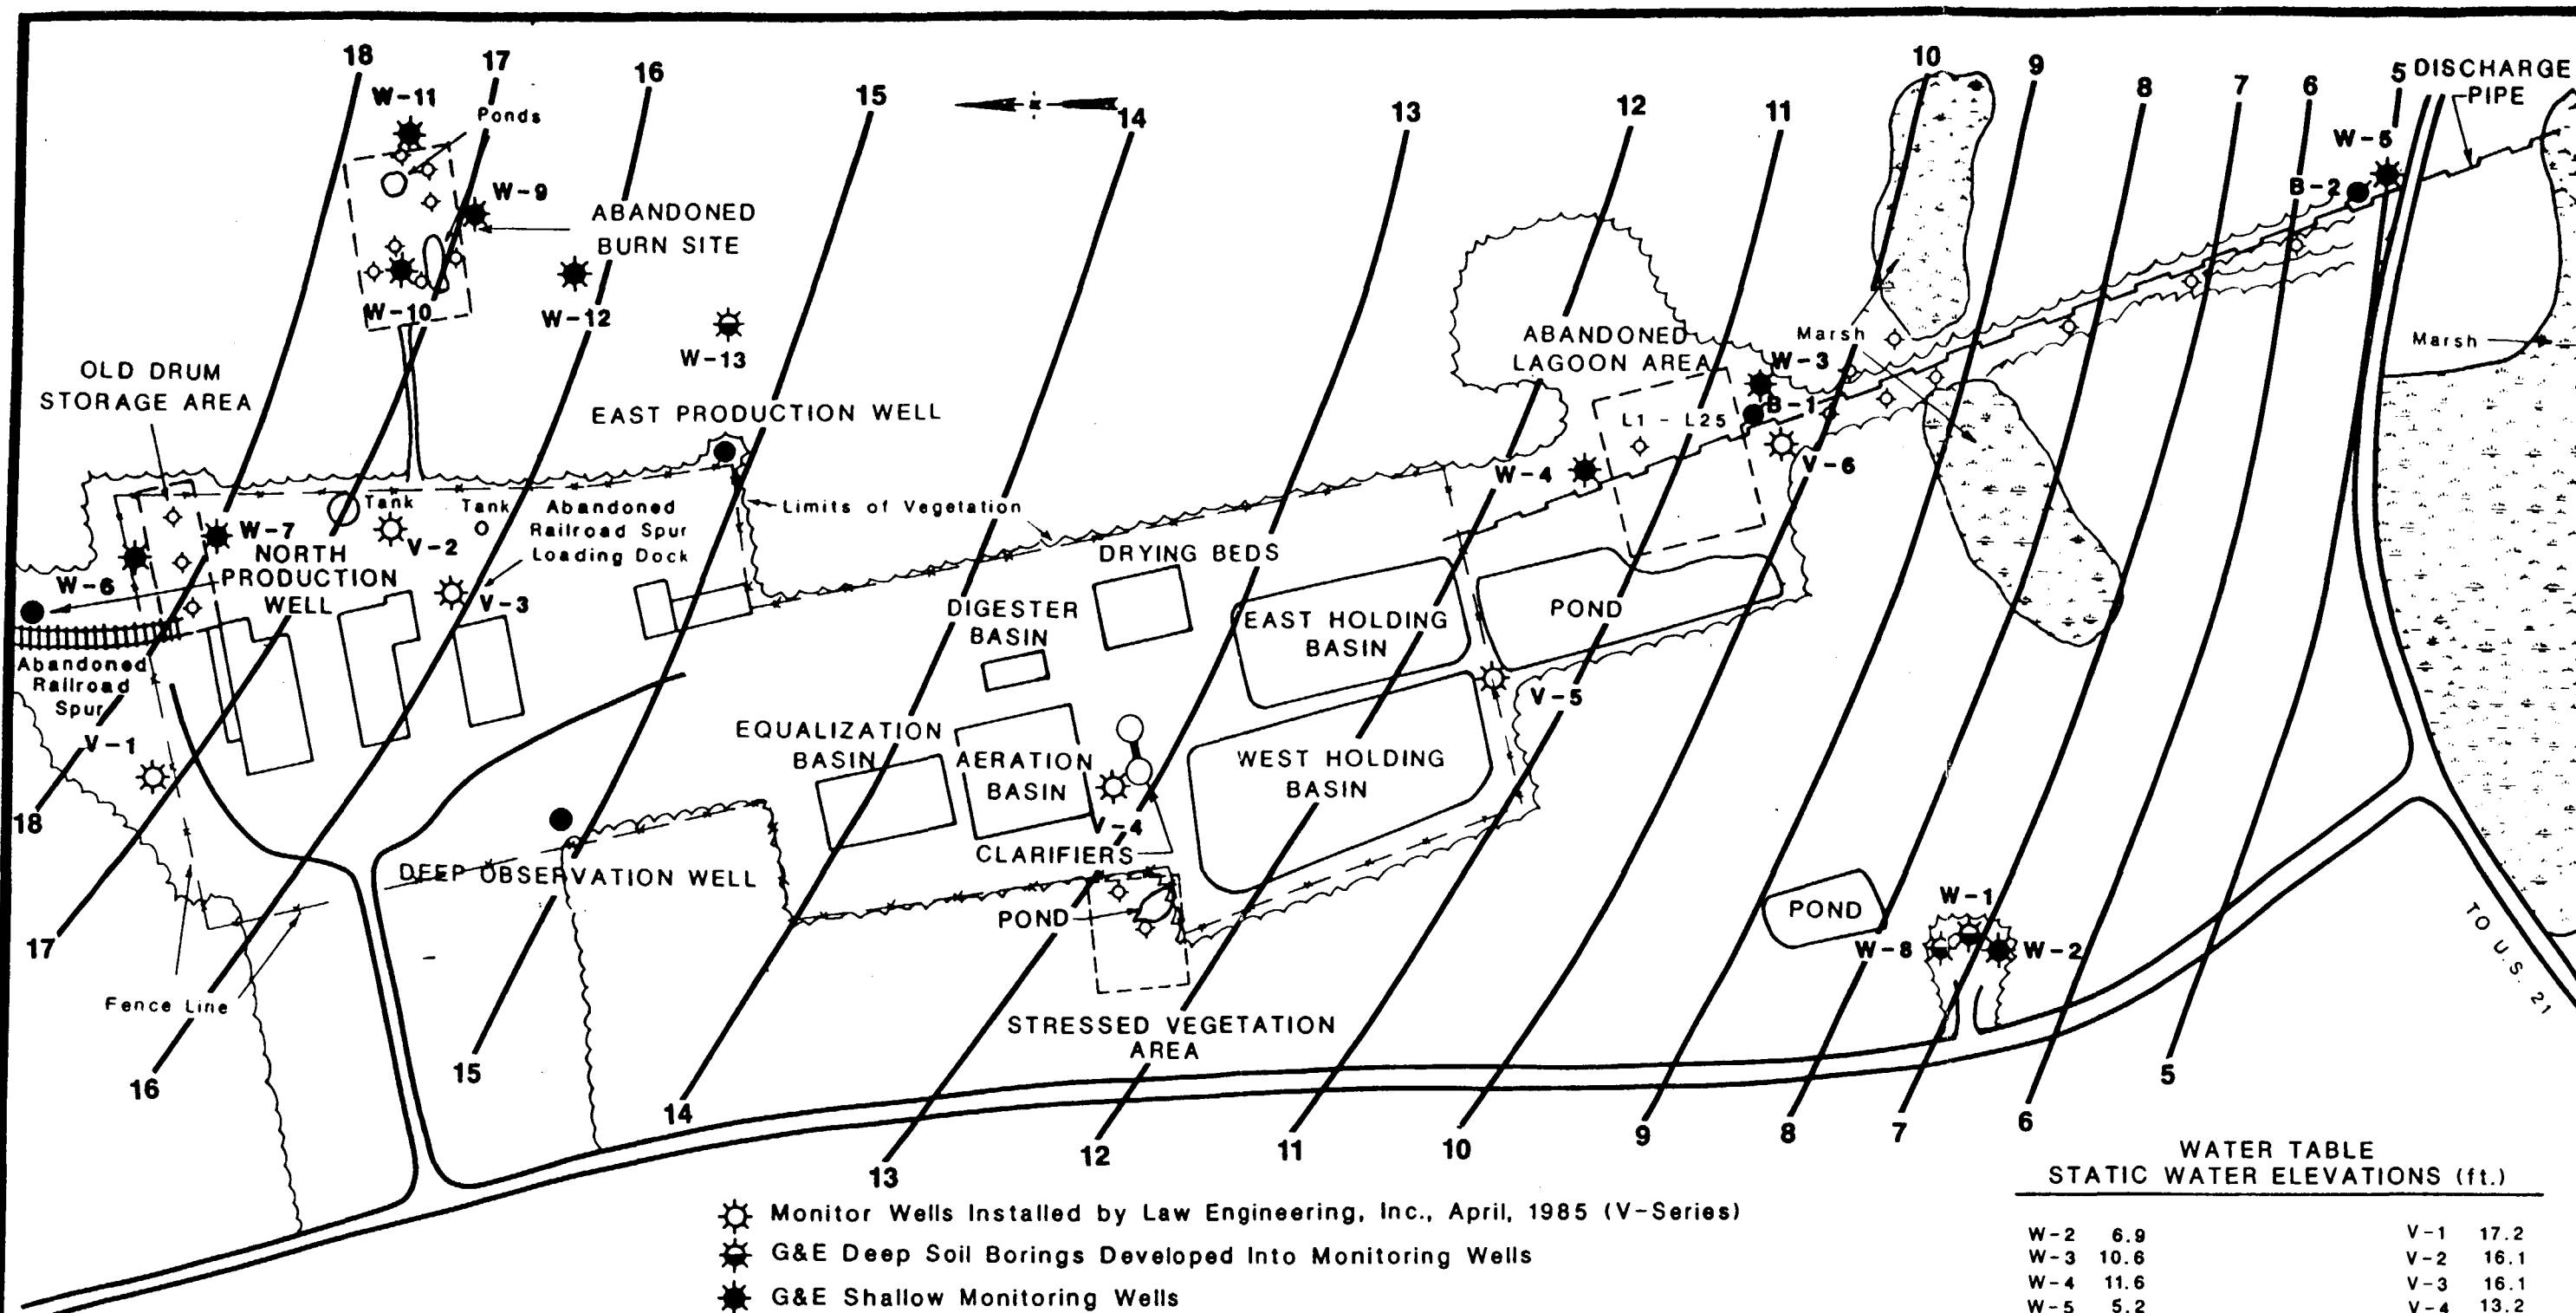 18
17
16
15
14
13
12
11
10
9
8
7
6
5
DISCHARGE
PIPE
W-11
Ponds
W-9
ABANDONED
BURN SITE
W-10
W-12
W-13
W-5
B-2
OLD DRUM
STORAGE AREA
EAST PRODUCTION WELL
ABANDONED
LAGOON AREA
Marsh
W-3
B-1
L1 - L25
Marsh
W-4
V-6
Tank
Tank
Abandoned
Railroad Spur
Loading Dock
Limits of Vegetation
W-7
V-2
NORTH
PRODUCTION
WELL
W-6
V-3
DRYING BEDS
DIGESTER
BASIN
EAST HOLDING
BASIN
POND
Abandoned
Railroad
Spur
V-1
V-5
EQUALIZATION
BASIN
AERATION
BASIN
WEST HOLDING
BASIN
V-4
CLARIFIERS
DEEP OBSERVATION WELL
POND
POND
W-1
W-8
W-2
TO U.S. 21
Fence Line
STRESSED VEGETATION
AREA
18
17
16
15
14
13
12
11
10
9
8
7
6
5
WATER TABLE
STATIC WATER ELEVATIONS (ft.)
W-2 6.9 V-1 17.2
W-3 10.6 V-2 16.1
W-4 11.6 V-3 16.1
W-5 5.2 V-4 13.2
Monitor Wells Installed by Law Engineering, Inc., April, 1985 (V-Series)
G&E Deep Soil Borings Developed Into Monitoring Wells
G&E Shallow Monitoring Wells